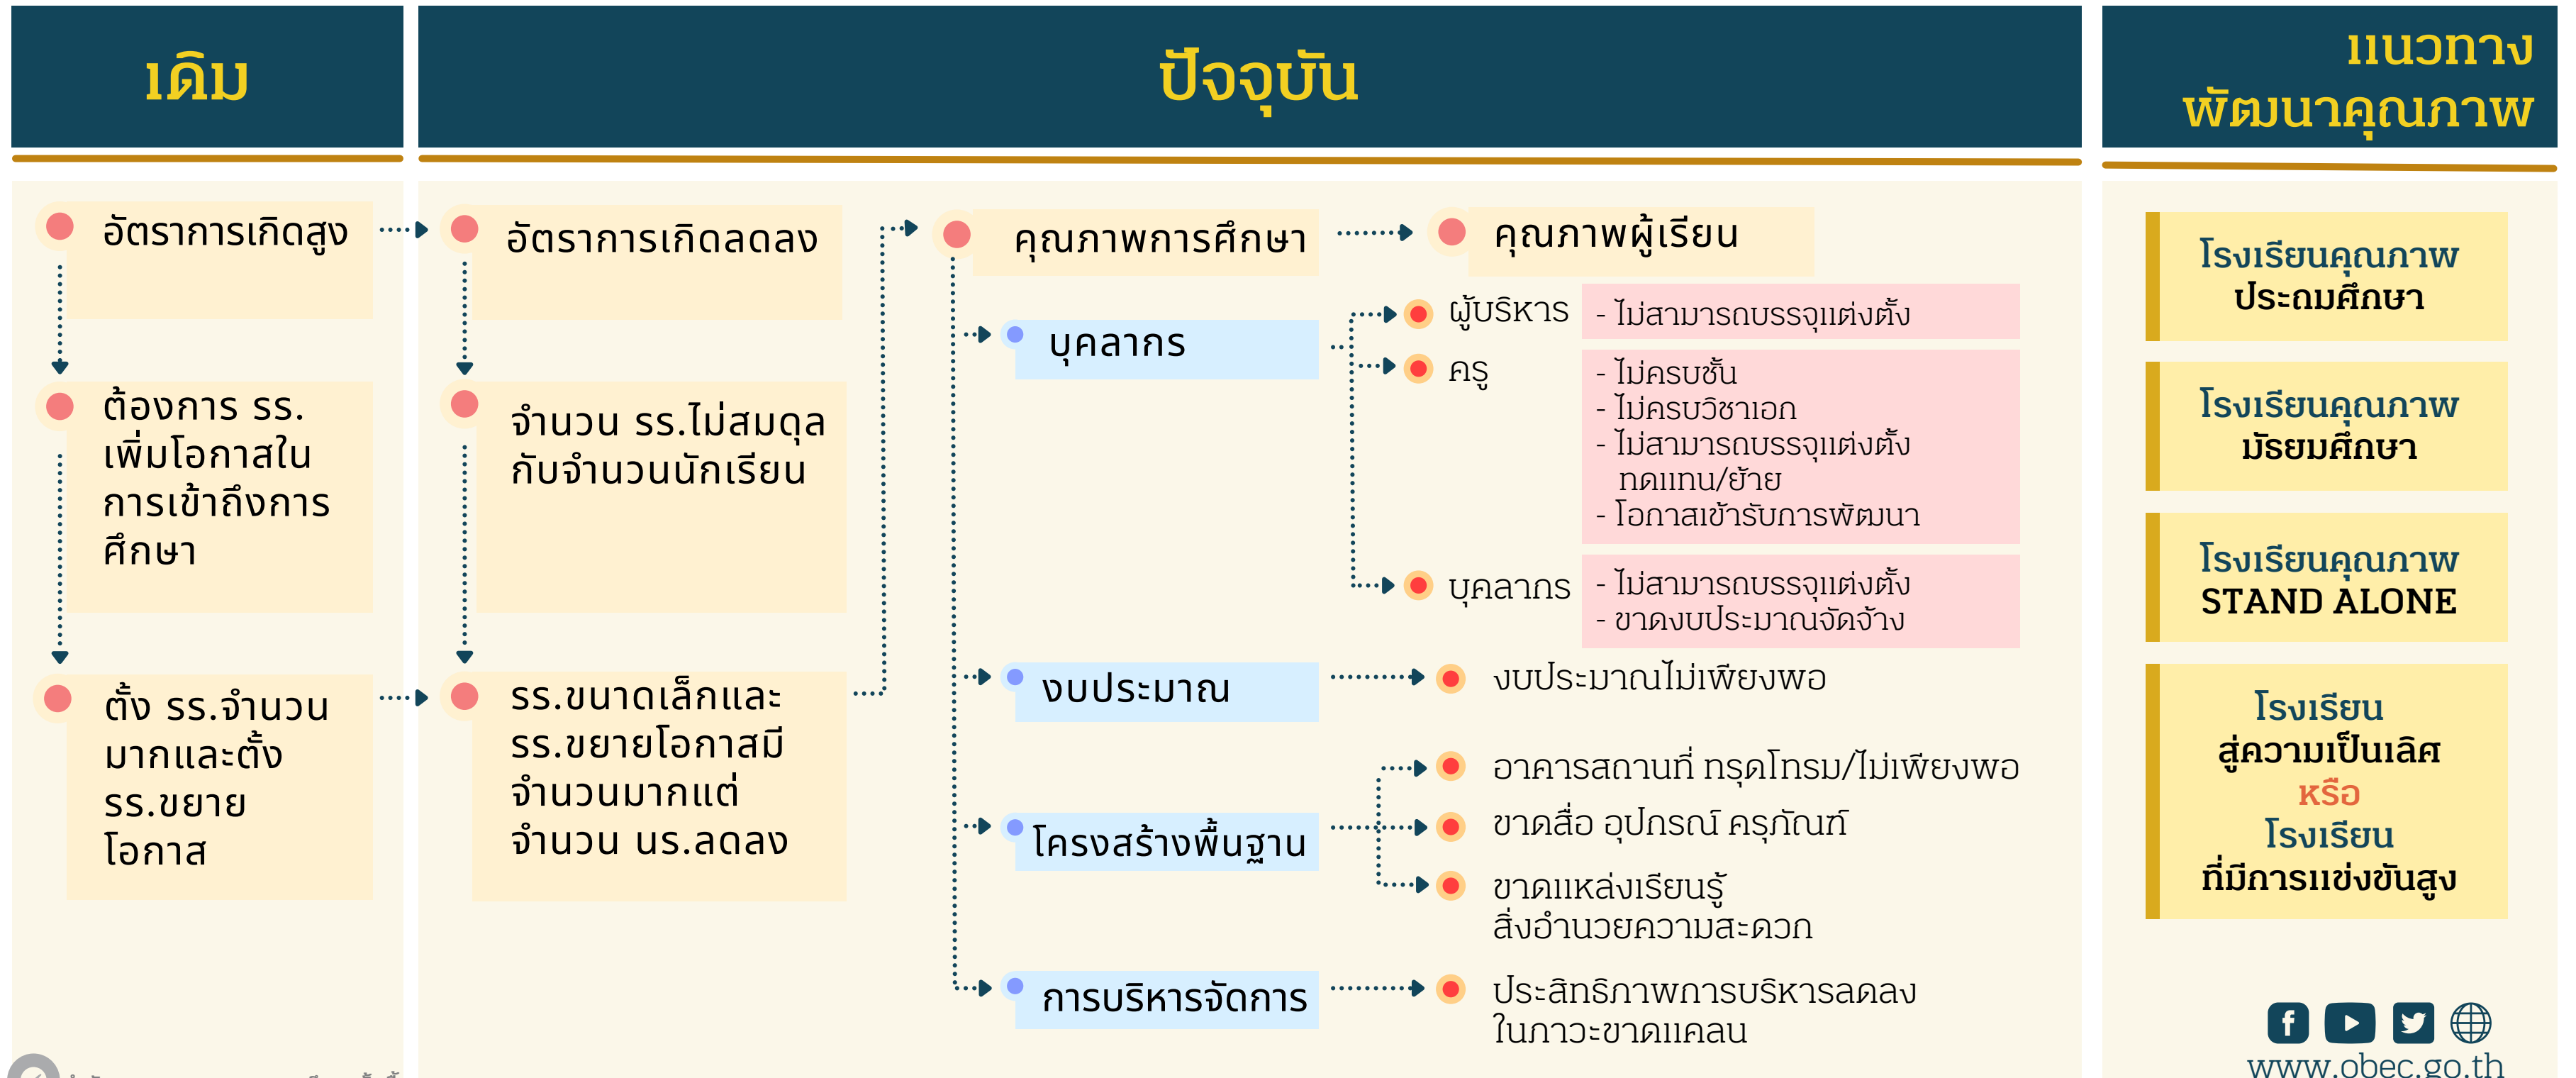 เดิม
ปัจจุบัน
แนวทาง
พัฒนาคุณภาพ
อัตราการเกิดสูง
ต้องการ รร.
เพิ่มโอกาสใน
การเข้าถึงการ
ศึกษา
ตั้ง รร.จำนวน
มากและตั้ง
รร.ขยาย
โอกาส
อัตราการเกิดลดลง
จำนวน รร.ไม่สมดุล
กับจำนวนนักเรียน
รร.ขนาดเล็กและ
รร.ขยายโอกาสมี
จำนวนมากแต่
จำนวน นร.ลดลง
คุณภาพการศึกษา
คุณภาพผู้เรียน
บุคลากร
ผู้บริหาร
- ไม่สามารถบรรจุแต่งตั้ง
ครู
- ไม่ครบชั้น
- ไม่ครบวิชาเอก
- ไม่สามารถบรรจุแต่งตั้ง
ทดแทน/ย้าย
- โอกาสเข้ารับการพัฒนา
บุคลากร
- ไม่สามารถบรรจุแต่งตั้ง
- ขาดงบประมาณจัดจ้าง
งบประมาณ
งบประมาณไม่เพียงพอ
โครงสร้างพื้นฐาน
อาคารสถานที่ ทรุดโทรม/ไม่เพียงพอ
ขาดสื่อ อุปกรณ์ ครุภัณฑ์
ขาดแหล่งเรียนรู้
สิ่งอำนวยความสะดวก
การบริหารจัดการ
ประสิทธิภาพการบริหารลดลง
ในภาวะขาดแคลน
โรงเรียนคุณภาพ
ประถมศึกษา
โรงเรียนคุณภาพ
มัธยมศึกษา
โรงเรียนคุณภาพ
STAND ALONE
โรงเรียน
สู่ความเป็นเลิศ
หรือ
โรงเรียน
ที่มีการแข่งขันสูง
www.obec.go.th